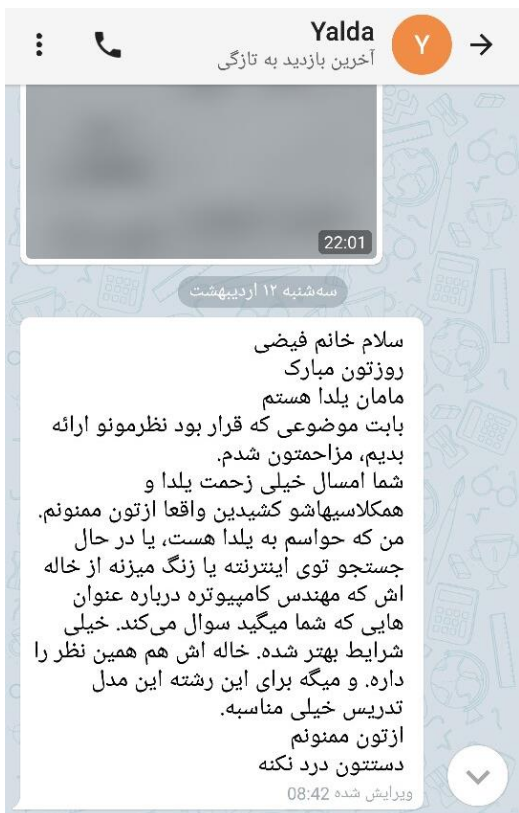 Yalda
آخرین بازدید به تازگی
Y
22:01
سه‌شنبه ۱۲ اردیبهشت
سلام خانم فیضی
روزتون مبارک
مامان یلدا هستم
بابت موضوعی که قرار بود نظرمونو ارائه
بدیم، مزاحمتون شدم.
شما امسال خیلی زحمت یلدا و
همکلاسیهاشو کشیدین واقعا ازتون ممنونم.
من که حواسم به یلدا هست، یا در حال
جستجو توی اینترنته یا زنگ میزنه از خاله
اش که مهندس کامپیوتره درباره عنوان
هایی که شما میگید سوال می‌کند. خیلی
شرایط بهتر شده. خاله اش هم همین نظر را
داره. و میگه برای این رشته این مدل
تدریس خیلی مناسبه.
ازتون ممنونم
دستتون درد نکنه
ویرایش شده 08:42